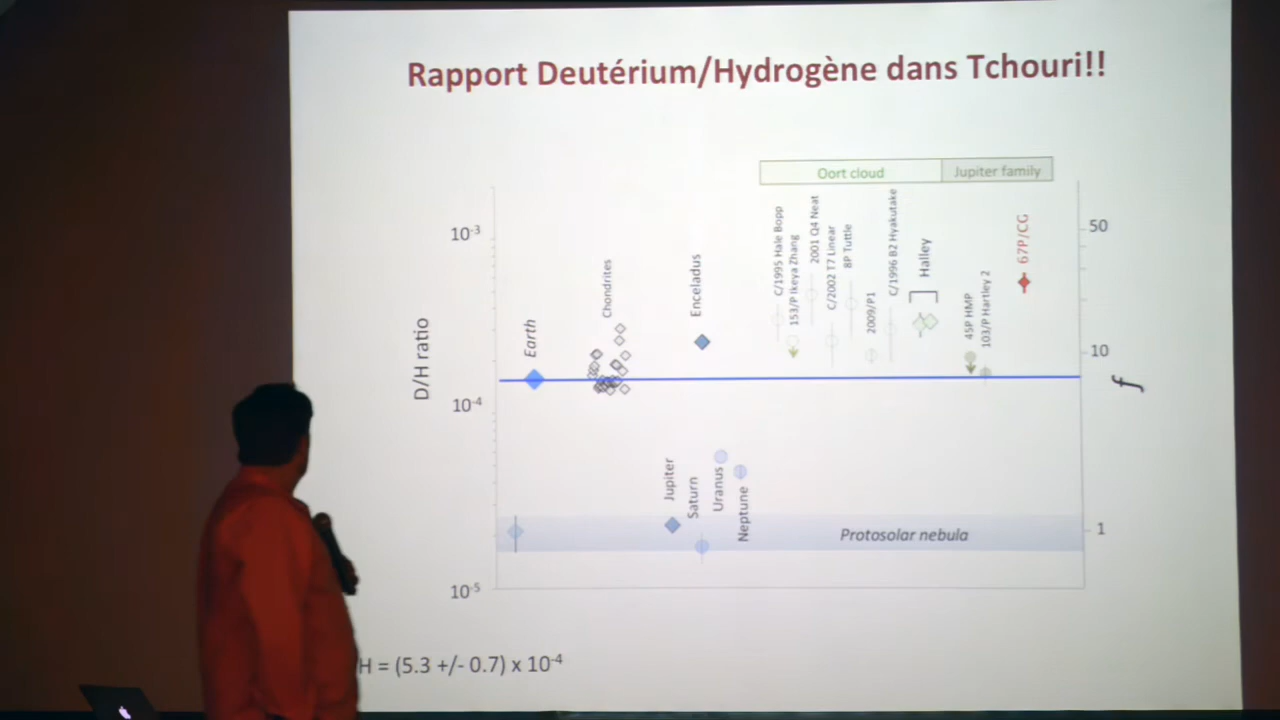 Rapport Deutérium/Hydrogène dans Tchouri!!
Oort cloud
Jupiter family
10-3
10-4
10-5
D/H ratio
50
10
1
f
Earth
Chondrites
Enceladus
C/1995 Hale Bopp
153/P Ikeya Zhang
2001 Q4 Neat
C/2002 T7 Linear
8P Tuttle
2009/P1
C/1996 B2 Hyakutake
Halley
45P HMP
103/P Hartley 2
67P/CG
Jupiter
Saturn
Uranus
Neptune
Protosolar nebula
H = (5.3 +/- 0.7) x 10-4